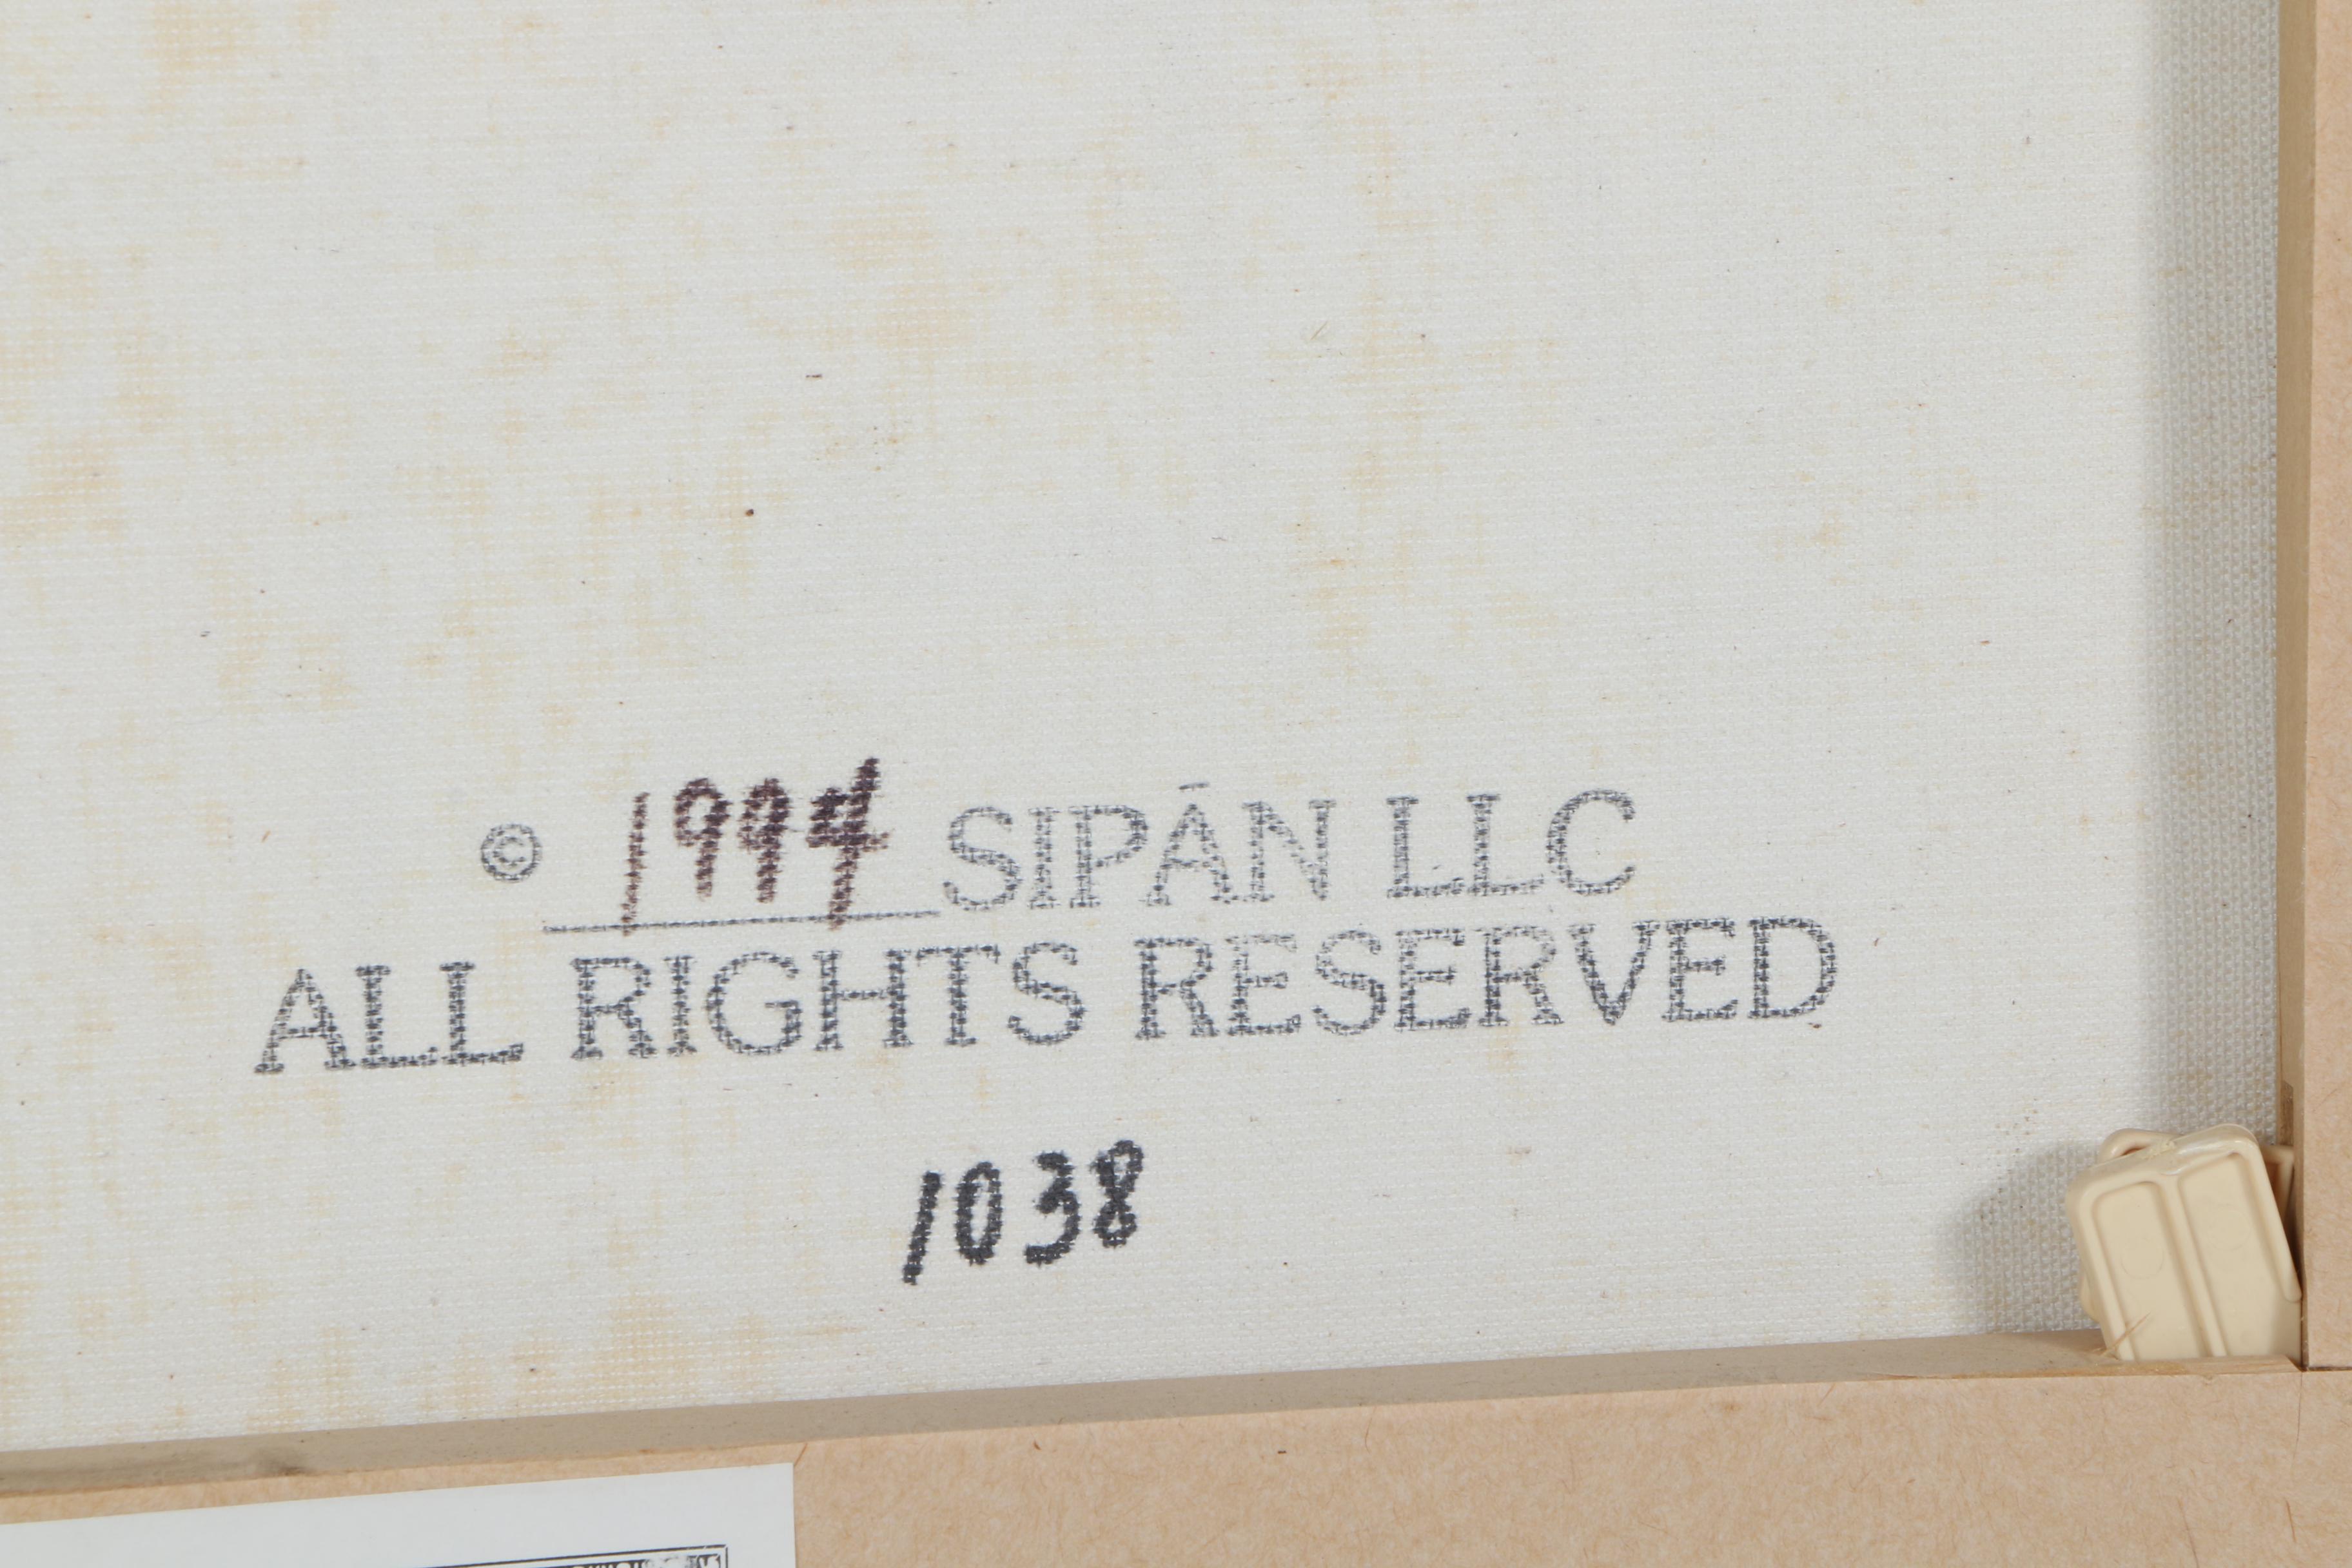 © 1994 SIPÁN LLC
ALL RIGHTS RESERVED
1038